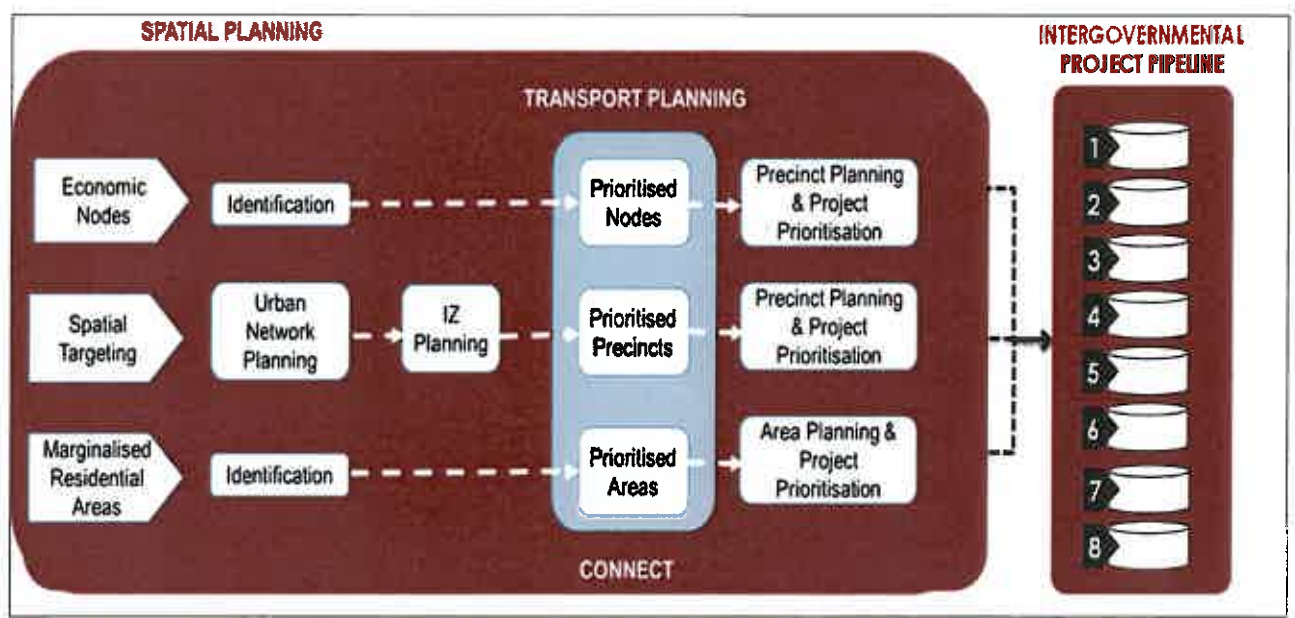 SPATIAL PLANNING
INTERGOVERNMENTAL
PROJECT PIPELINE
TRANSPORT PLANNING
Economic
Nodes
Identification
Prioritised
Nodes
Precinct Planning
& Project
Prioritisation
Spatial
Targeting
Urban
Network
Planning
IZ
Planning
Prioritised
Precincts
Precinct Planning
& Project
Prioritisation
Marginalised
Residential
Areas
Identification
Prioritised
Areas
Area Planning &
Project
Prioritisation
CONNECT
1
2
3
4
5
6
7
8